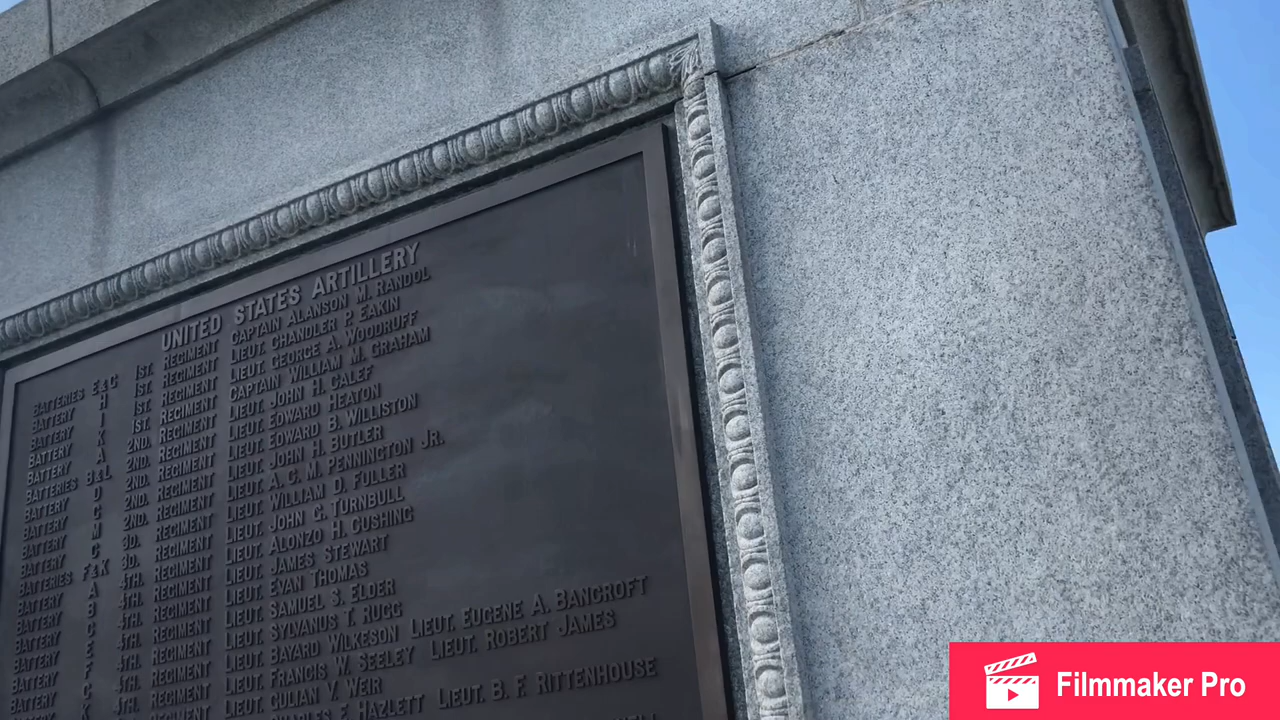 UNITED STATES ARTILLERY
BATTERIES E & G 1ST. REGIMENT CAPTAIN ALANSON M. RANDOL
BATTERY H 1ST. REGIMENT LIEUT. CHANDLER P. EAKIN
BATTERY I 1ST. REGIMENT LIEUT. GEORGE A. WOODRUFF
BATTERY K 1ST. REGIMENT CAPTAIN WILLIAM M. GRAHAM
BATTERY A 2ND. REGIMENT LIEUT. JOHN H. CALEF
BATTERIES B & L 2ND. REGIMENT LIEUT. EDWARD HEATON
BATTERY D 2ND. REGIMENT LIEUT. EDWARD B. WILLISTON
BATTERY G 2ND. REGIMENT LIEUT. JOHN H. BUTLER
BATTERY M 2ND. REGIMENT LIEUT. A. C. M. PENNINGTON JR.
BATTERY C 3D. REGIMENT LIEUT. WILLIAM D. FULLER
BATTERIES F & K 3D. REGIMENT LIEUT. JOHN G. TURNBULL
BATTERY A 4TH. REGIMENT LIEUT. ALONZO H. CUSHING
BATTERY B 4TH. REGIMENT LIEUT. JAMES STEWART
BATTERY C 4TH. REGIMENT LIEUT. EVAN THOMAS
BATTERY E 4TH. REGIMENT LIEUT. SAMUEL S. ELDER
BATTERY F 4TH. REGIMENT LIEUT. SYLVANUS T. RUGG
G 4TH. REGIMENT LIEUT. BAYARD WILKESON LIEUT. EUGENE A. BANCROFT
K 4TH. REGIMENT LIEUT. FRANCIS W. SEELEY LIEUT. ROBERT JAMES
REGIMENT LIEUT. GULIAN V. WEIR
CHARLES E. HAZLETT LIEUT. B. F. RITTENHOUSE
Filmmaker Pro